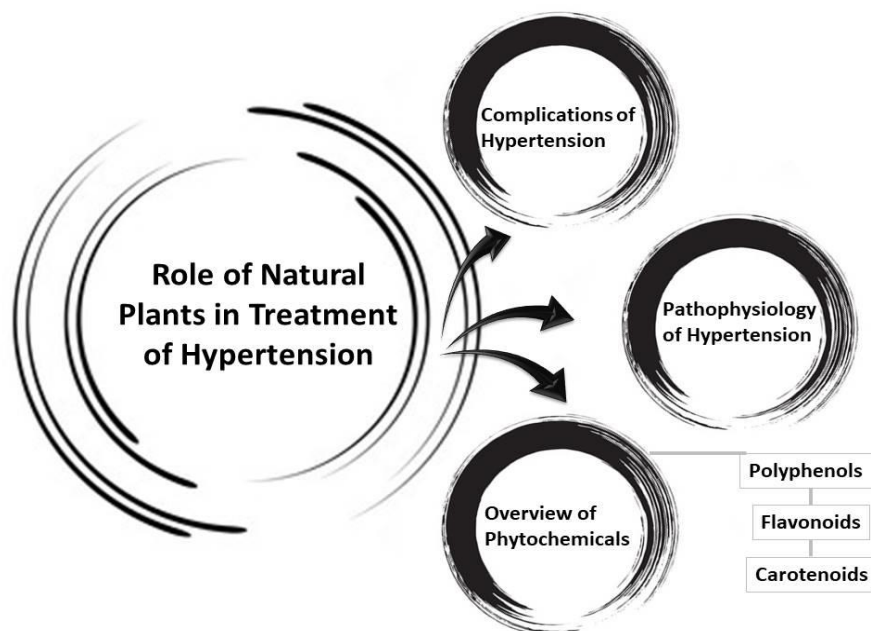 Role of Natural
Plants in Treatment
of Hypertension
Complications of
Hypertension
Pathophysiology
of Hypertension
Overview of
Phytochemicals
Polyphenols
Flavonoids
Carotenoids